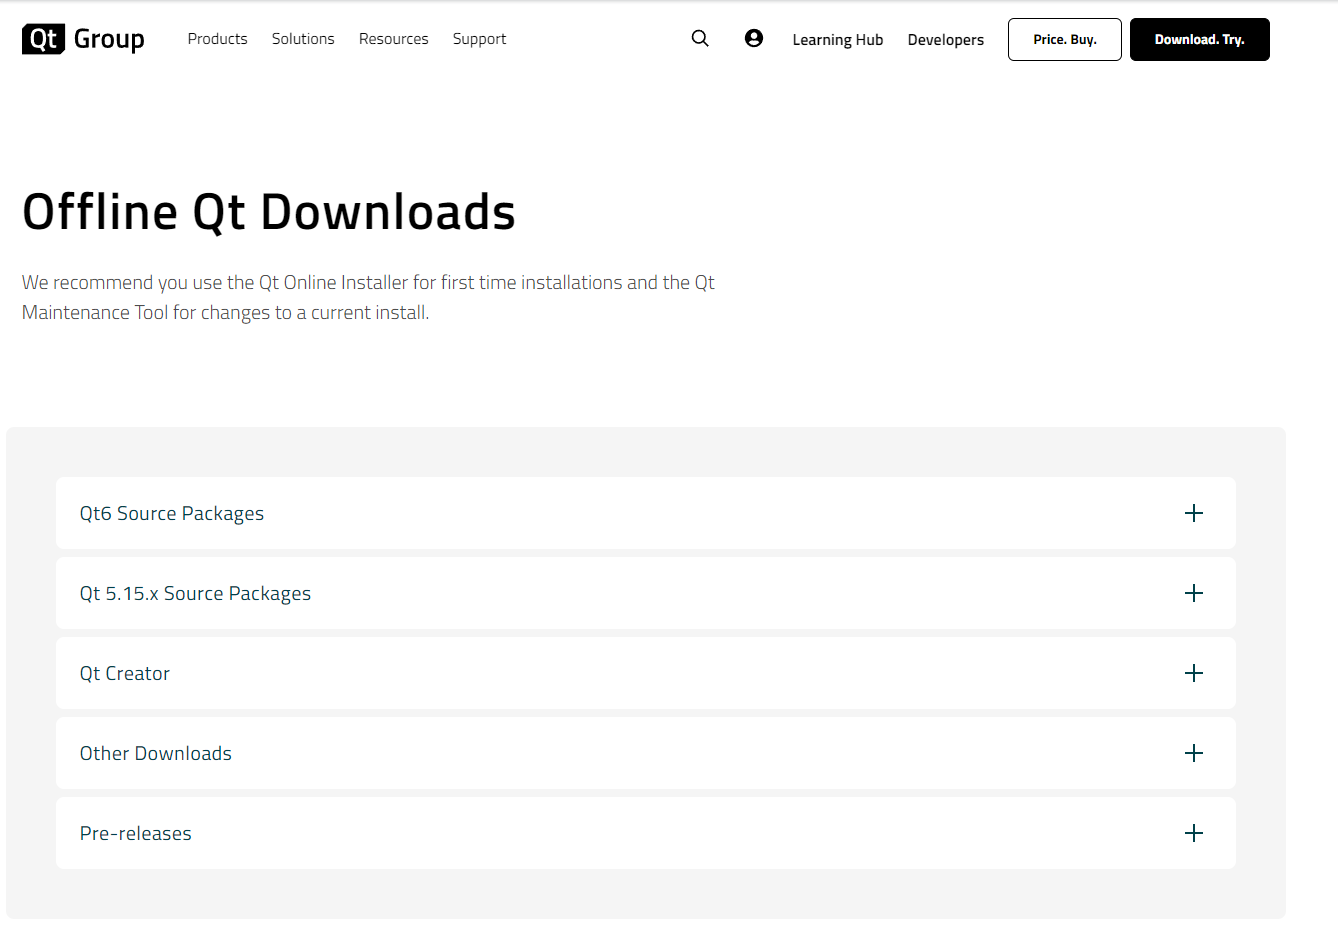 Qt Group Products Solutions Resources Support Learning Hub Developers Price. Buy. Download. Try.
Offline Qt Downloads
We recommend you use the Qt Online Installer for first time installations and the Qt
Maintenance Tool for changes to a current install.
Qt6 Source Packages
Qt 5.15.x Source Packages
Qt Creator
Other Downloads
Pre-releases